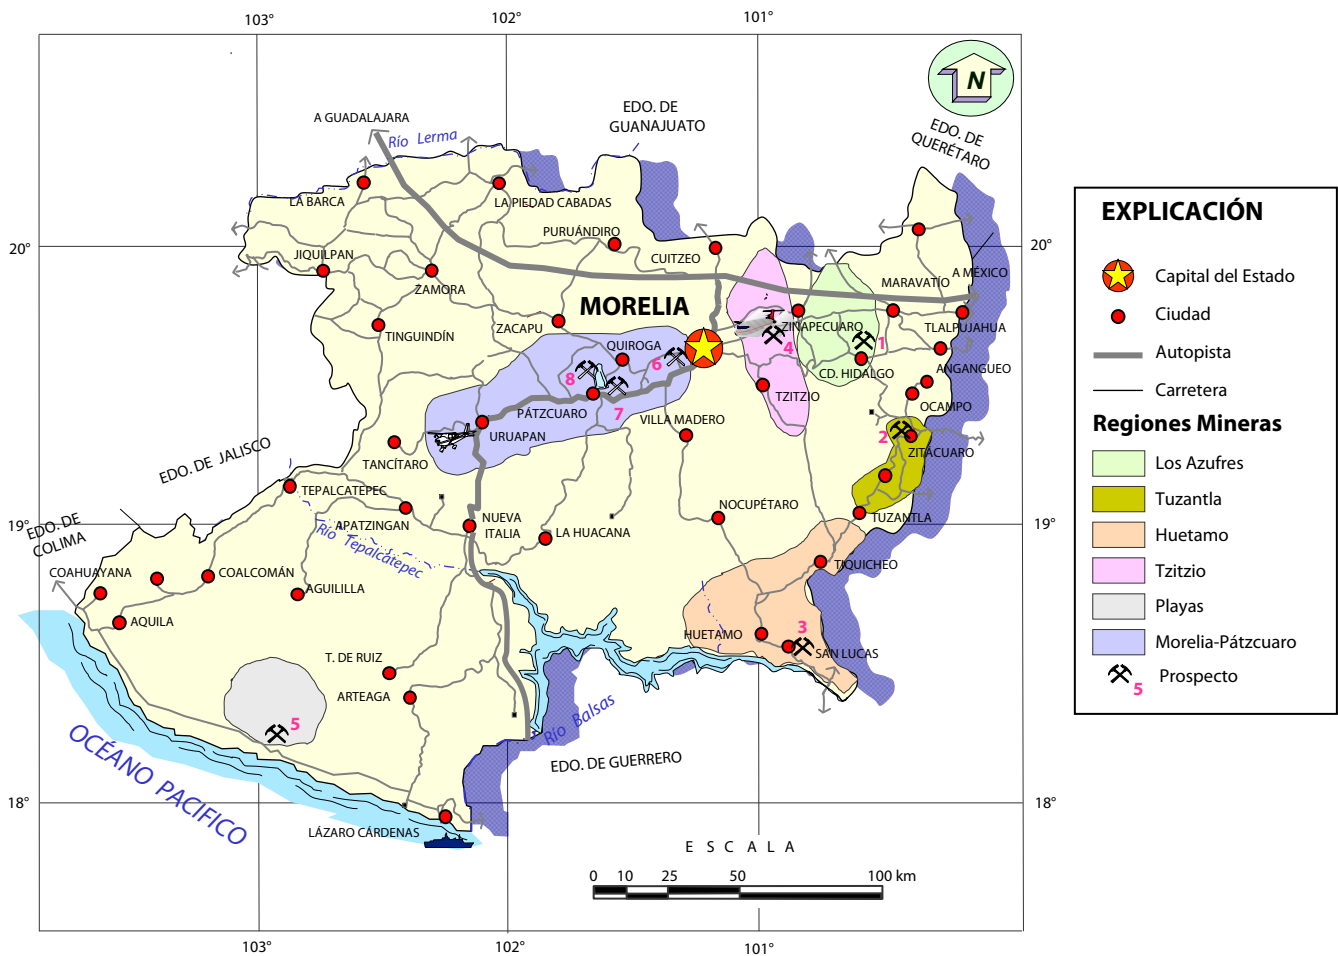 103°
102°
101°
N
EDO. DE
GUANAJUATO
A GUADALAJARA
Río Lerma
EDO. DE
QUERÉTARO
LA BARCA
LA PIEDAD CABADAS
PURUÁNDIRO
CUITZEO
20°
20°
JIQUILPAN
ZAMORA
MARAVATÍO
A MÉXICO
MORELIA
ZACAPU
TINGUINDÍN
ZINAPECUARO
TLALPUJAHUA
QUIROGA
6
4
1
8
7
CD. HIDALGO
ANGANGUEO
TZITZIO
OCAMPO
PÁTZCUARO
VILLA MADERO
URUAPAN
2
ZITÁCUARO
EDO. DE JALISCO
TANCÍTARO
TEPALCATEPEC
NOCUPÉTARO
TUZANTLA
19°
19°
EDO. DE
COLIMA
APATZINGAN
NUEVA
ITALIA
LA HUACANA
Río Tepalcatepec
COAHUAYANA
COALCOMÁN
AGUILILLA
TIQUICHEO
AQUILA
HUETAMO
3
SAN LUCAS
T. DE RUIZ
ARTEAGA
5
Río Balsas
OCÉANO PACIFICO
EDO. DE GUERRERO
18°
18°
LÁZARO CÁRDENAS
E S C A L A
0 10 25 50 100 km
103°
102°
101°
EXPLICACIÓN
Capital del Estado
Ciudad
Autopista
Carretera
Regiones Mineras
Los Azufres
Tuzantla
Huetamo
Tzitzio
Playas
Morelia-Pátzcuaro
Prospecto
5